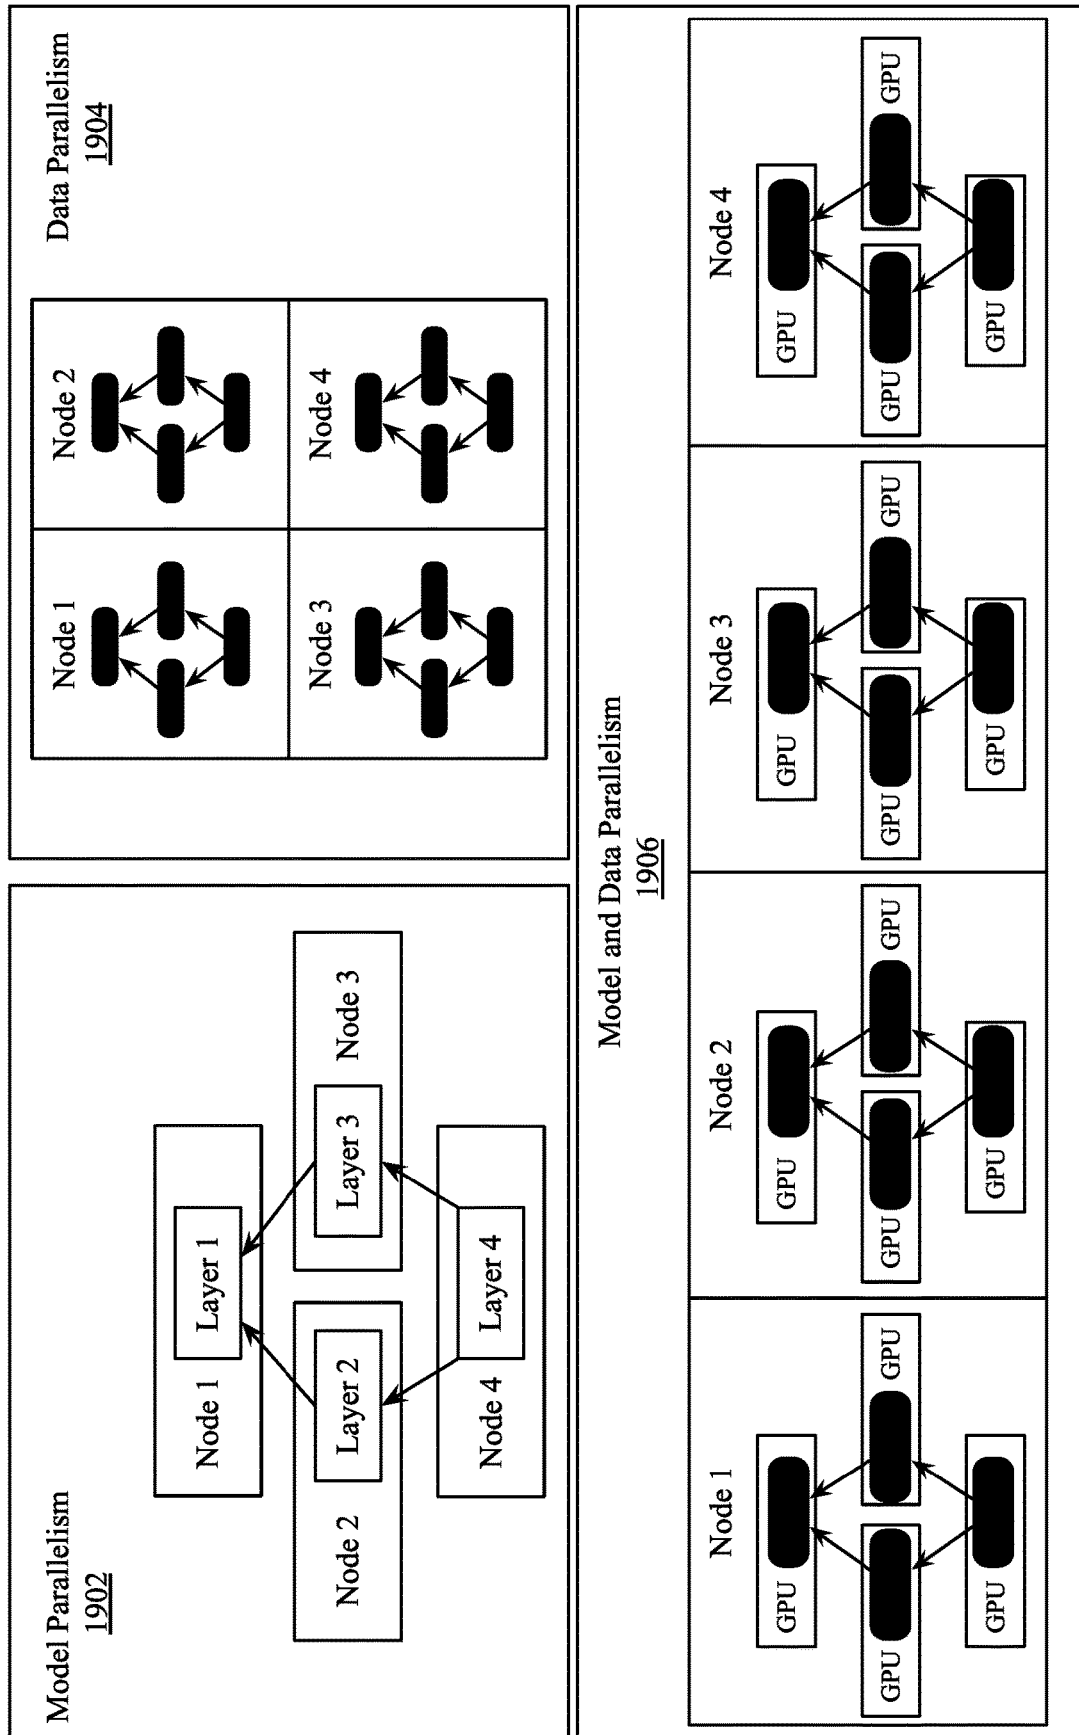 Model Parallelism
1902
Node 1
Layer 1
Node 2
Layer 2
Layer 3
Node 3
Node 4
Layer 4
Data Parallelism
1904
Node 1
Node 2
Node 3
Node 4
Model and Data Parallelism
1906
Node 1
GPU
GPU
GPU
GPU
Node 2
GPU
GPU
GPU
GPU
Node 3
GPU
GPU
GPU
GPU
Node 4
GPU
GPU
GPU
GPU